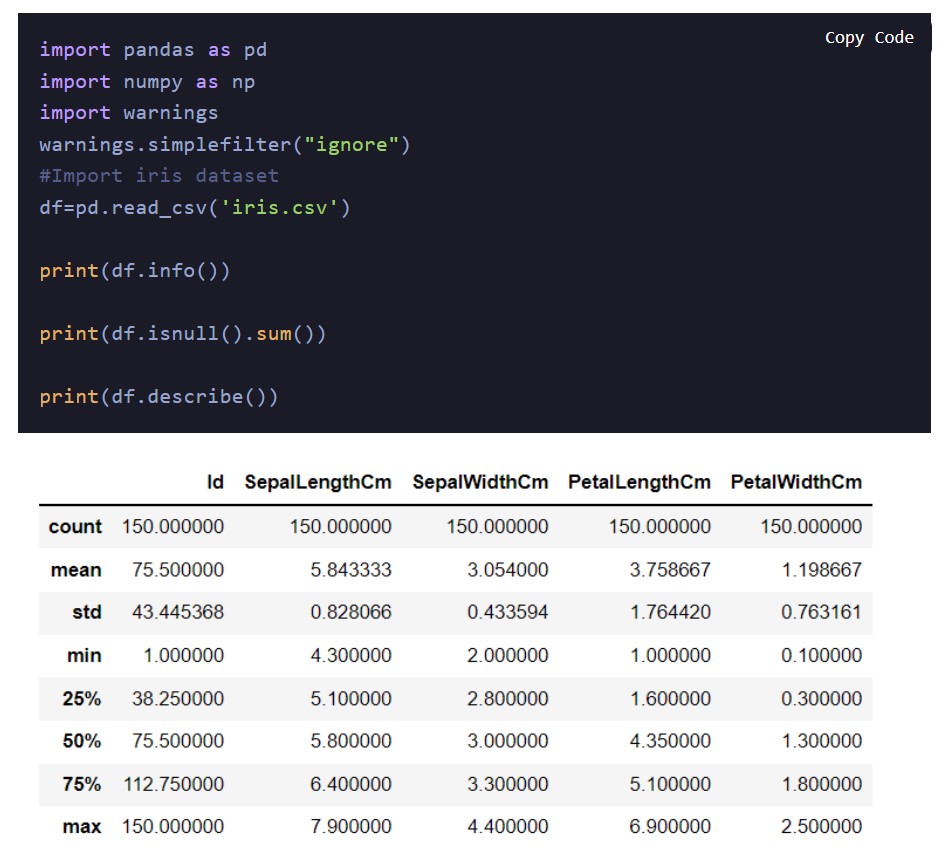 Copy Code
import pandas as pd
import numpy as np
import warnings
warnings.simplefilter("ignore")
#Import iris dataset
df=pd.read_csv('iris.csv')
print(df.info())
print(df.isnull().sum())
print(df.describe())
Id SepalLengthCm SepalWidthCm PetalLengthCm PetalWidthCm
count 150.000000 150.000000 150.000000 150.000000 150.000000
mean 75.500000 5.843333 3.054000 3.758667 1.198667
std 43.445368 0.828066 0.433594 1.764420 0.763161
min 1.000000 4.300000 2.000000 1.000000 0.100000
25% 38.250000 5.100000 2.800000 1.600000 0.300000
50% 75.500000 5.800000 3.000000 4.350000 1.300000
75% 112.750000 6.400000 3.300000 5.100000 1.800000
max 150.000000 7.900000 4.400000 6.900000 2.500000